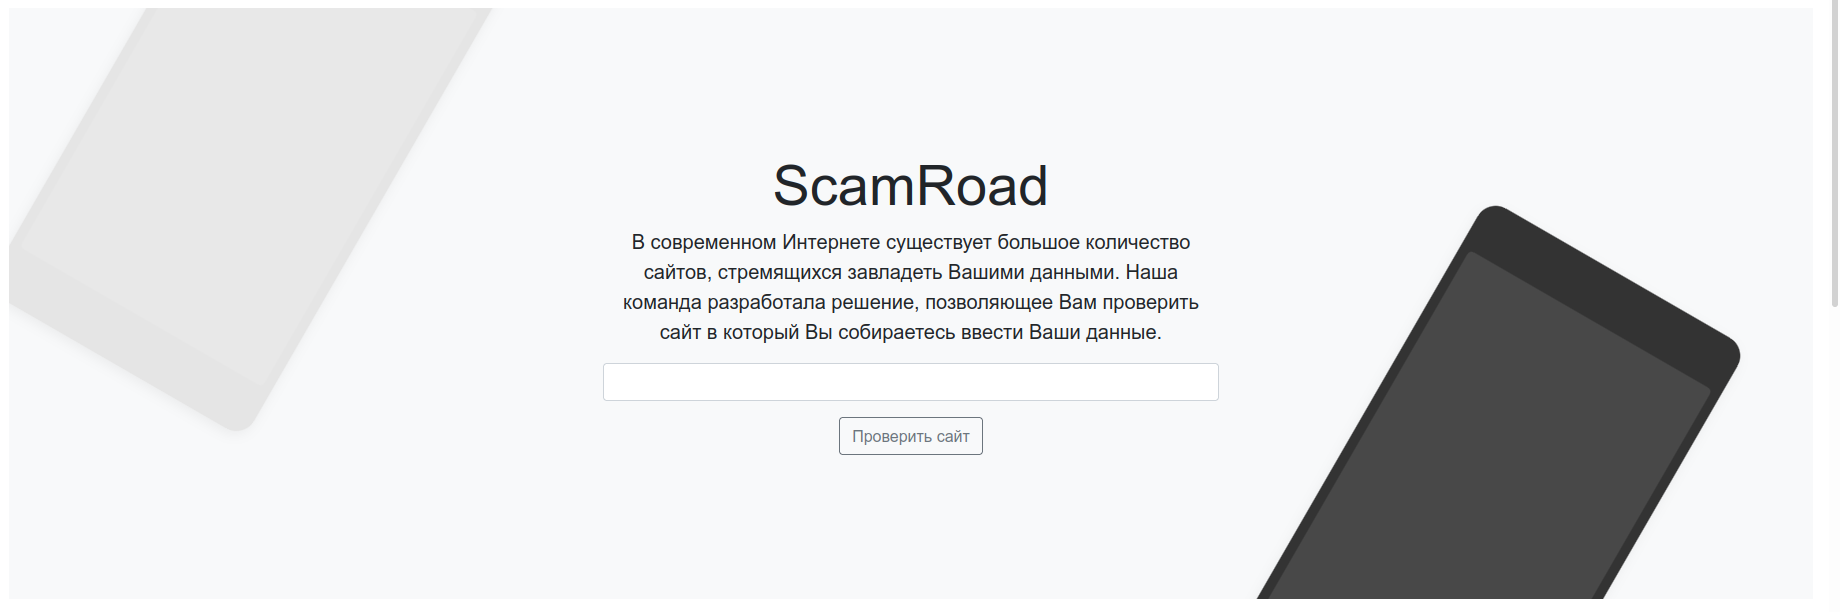 ScamRoad
В современном Интернете существует большое количество
сайтов, стремящихся завладеть Вашими данными. Наша
команда разработала решение, позволяющее Вам проверить
сайт в который Вы собираетесь ввести Ваши данные.
Проверить сайт